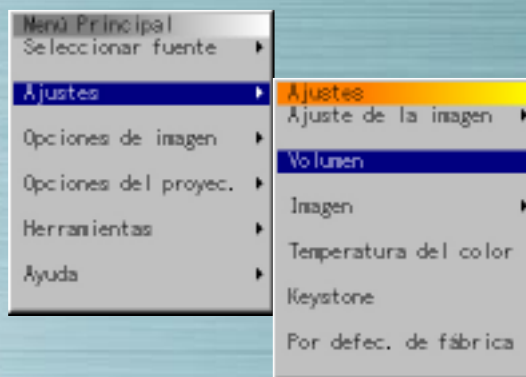 Menú Principal
Seleccionar fuente
Ajustes
Opciones de imagen
Opciones del proyec.
Herramientas
Ayuda
Ajustes
Ajuste de la imagen
Volumen
Imagen
Temperatura del color
Keystone
Por defec. de fábrica